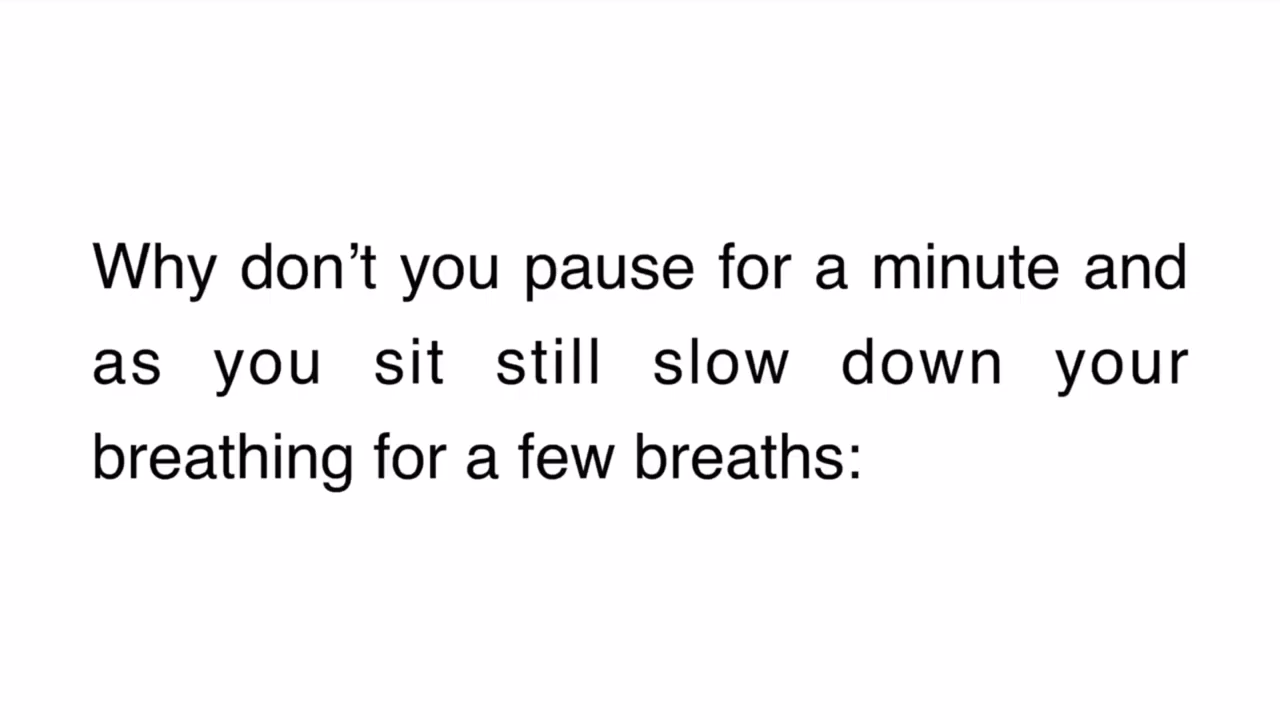 Why don’t you pause for a minute and
as you sit still slow down your
breathing for a few breaths: